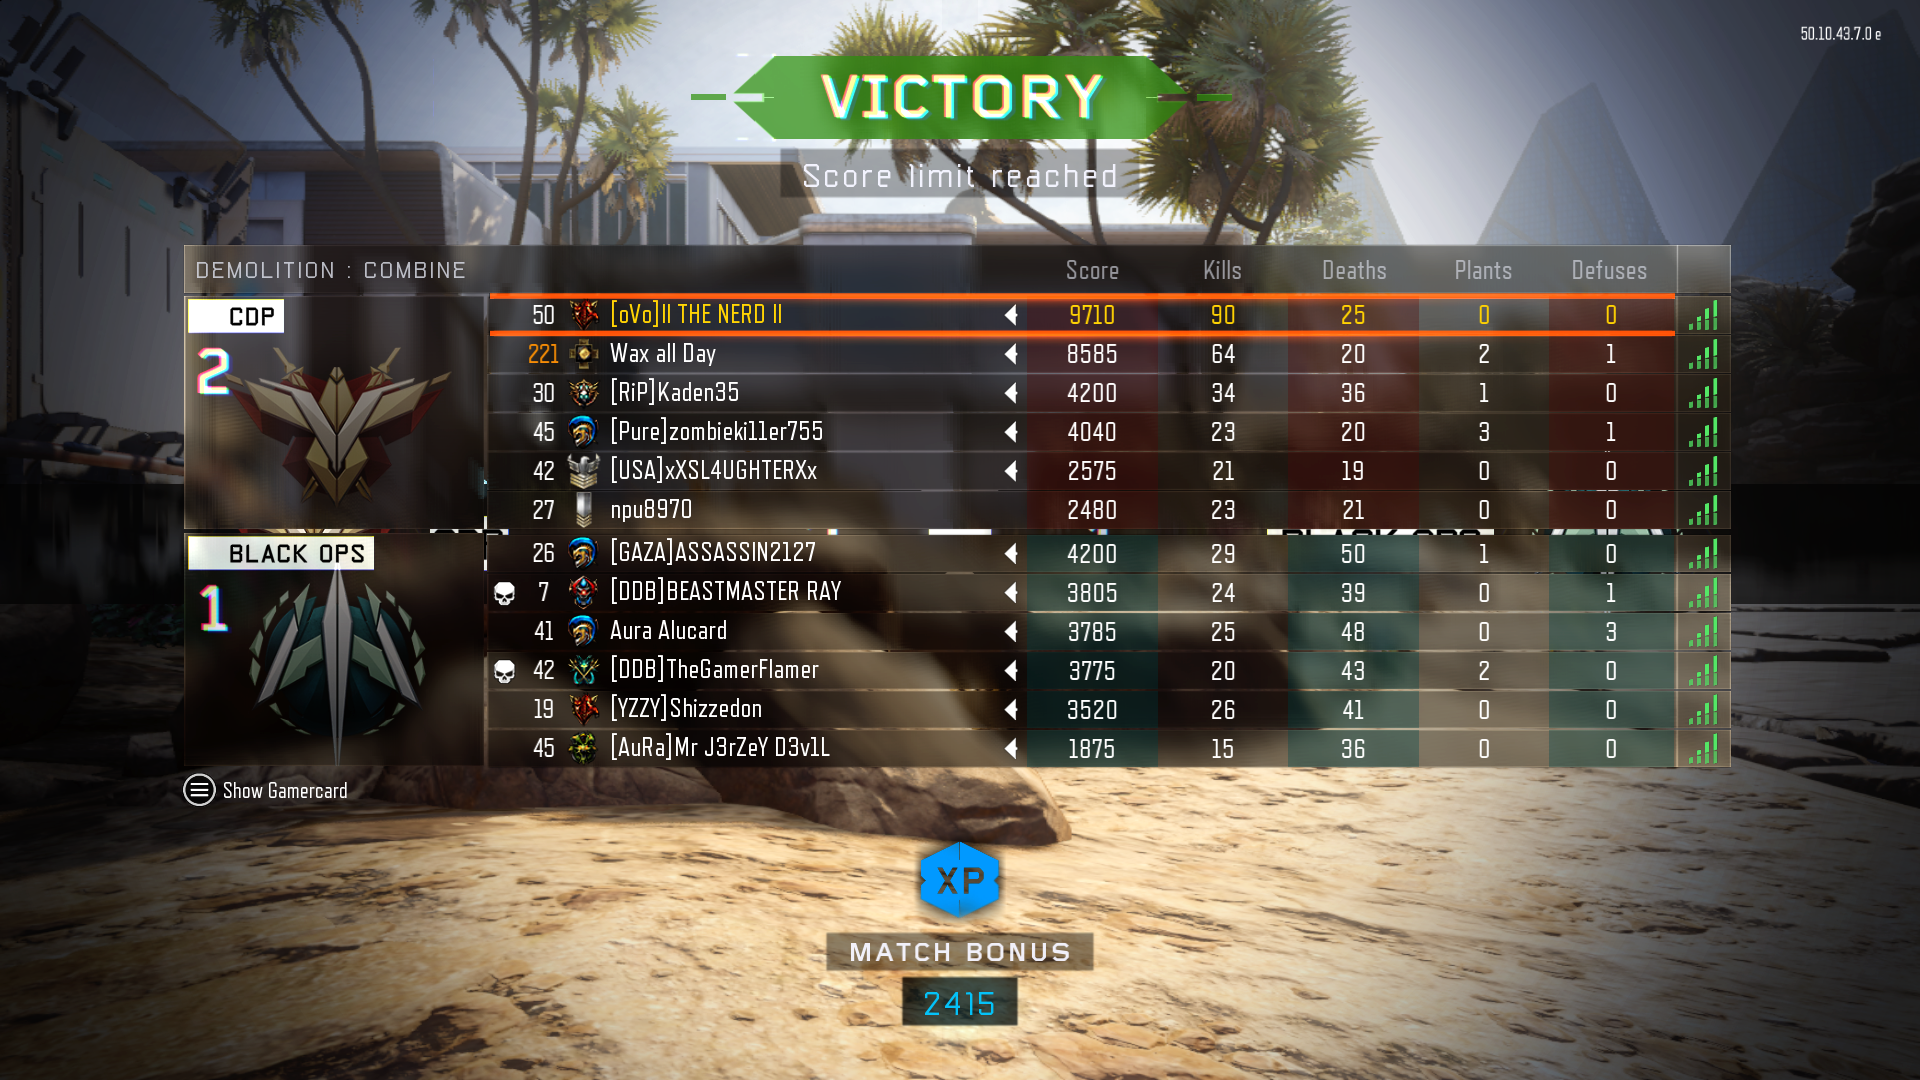 50.10.43.7.0 e
VICTORY
Score limit reached
DEMOLITION : COMBINE Score Kills Deaths Plants Defuses
CDP
2
50 [oVo]II THE NERD II 9710 90 25 0 0
221 Wax all Day 8585 64 20 2 1
30 [RiP]Kaden35 4200 34 36 1 0
45 [Pure]zombiekiller755 4040 23 20 3 1
42 [USA]xXSL4UGHTERXx 2575 21 19 0 0
27 npu8970 2480 23 21 0 0
BLACK OPS
1
26 [GAZA]ASSASSIN2127 4200 29 50 1 0
7 [DDB]BEASTMASTER RAY 3805 24 39 0 1
41 Aura Alucard 3785 25 48 0 3
42 [DDB]TheGamerFlamer 3775 20 43 2 0
19 [YZZY]Shizzedon 3520 26 41 0 0
45 [AuRa]Mr J3rZeY D3v1L 1875 15 36 0 0
Show Gamercard
XP
MATCH BONUS
2415